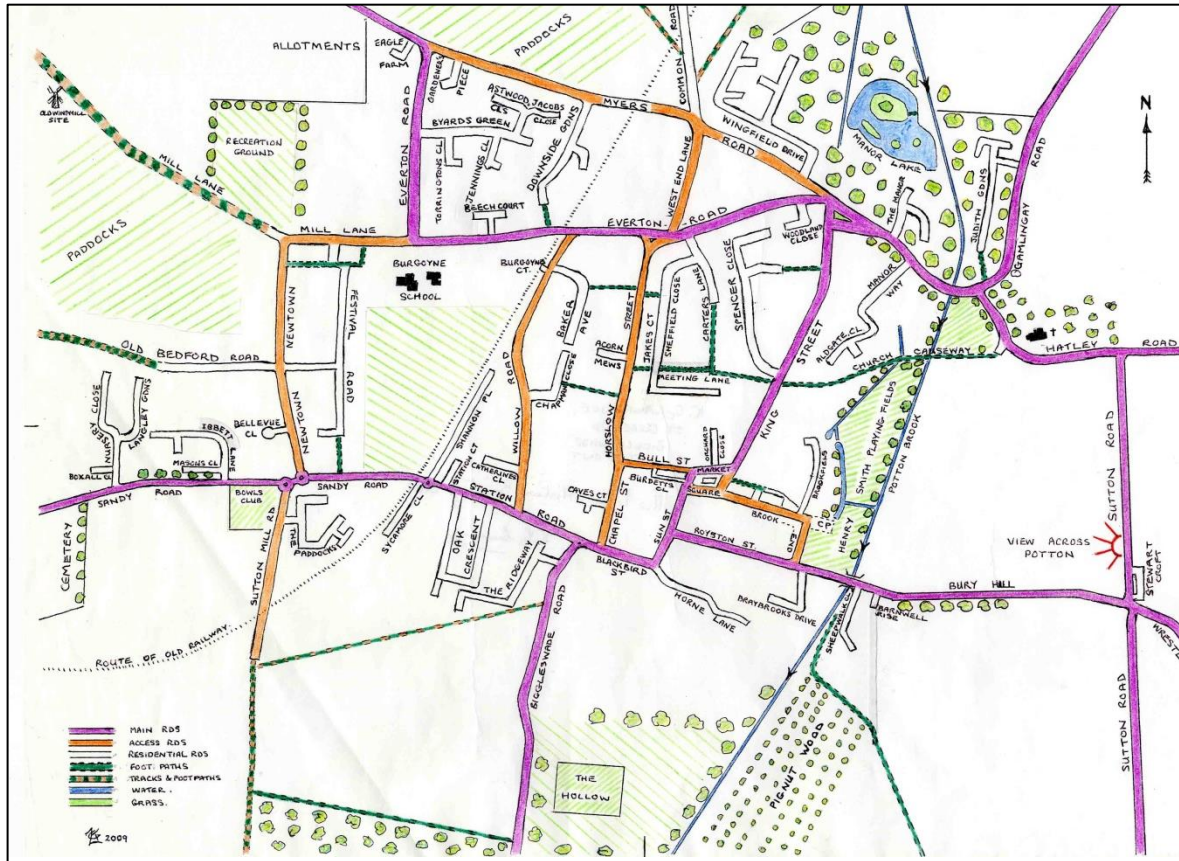 ALLOTMENTS
EAGLE
FARM
PADDOCKS
COMMON ROAD
N
OLD WINDMILL
SITE
GARDENERS
PIECE
ASTWOOD
CLS
JACOBS
CLOSE
MYERS
ROAD
WINGFIELD DRIVE
MANOR LAKE
RECREATION
GROUND
EVERTON ROAD
BYARDS GREEN
TORRINGTONS CL
JENNINGS CL
DOWNSIDE GDNS
BEECH COURT
WEST END LANE
THE MANOR
JUDITH GDNS
GAMLINGAY ROAD
MILL LANE
PADDOCKS
MILL LANE
EVERTON ROAD
WOODLAND
CLOSE
BURGOYNE
SCHOOL
BURGOYNE
CT.
NEWTOWN
FESTIVAL
ROAD
BAKER
AVE
HORSLOW
STREET
JAKES CT
SHEFFIELD CLOSE
CARTERS LANE
SPENCER CLOSE
MANOR
WAY
ALDGATE CL
CHURCH CAUSEWAY
HATLEY ROAD
OLD BEDFORD ROAD
ACORN
MEWS
MEETING LANE
KING
STREET
WILLOW ROAD
CHAPMAN CLOSE
NURSERY CLOSE
LANGLEY GDNS
IBBETT
LANE
BELLEVUE
CL
NEWTOWN
SHANNON PL
STATION CT
CATHERINES
CL
BULL ST
BURDETTS
CL
ORCHARD
CLOSE
MARKET
SQUARE
BROOKFIELDS
HENRY SMITH PLAYING FIELDS
POTTON BROOK
SUTTON ROAD
BOXALL CL
MASONS CL
SANDY ROAD
BOWLS
CLUB
SANDY ROAD
STATION ROAD
SYCAMORE CL
CAVES CT
CHAPEL ST
SUN ST
BROOK
END
C.P.
ROYSTON ST
VIEW ACROSS
POTTON
CEMETERY
SUTTON MILL RD
THE
PADDOCKS
OAK
CRESCENT
THE RIDGEWAY
BLACKBIRD
ST
HORNE LANE
BRAYBROOKS DRIVE
SHEEPWALK CL
BARNWELL
RISE
BURY HILL
STEWART
CROFT
WRESTL
ROUTE OF OLD RAILWAY.
BIGGLESWADE ROAD
SUTTON ROAD
PIGNUT WOOD
THE
HOLLOW
MAIN RDS
ACCESS RDS
RESIDENTIAL RDS
FOOT PATHS
TRACKS & FOOTPATHS
WATER.
GRASS.
2009